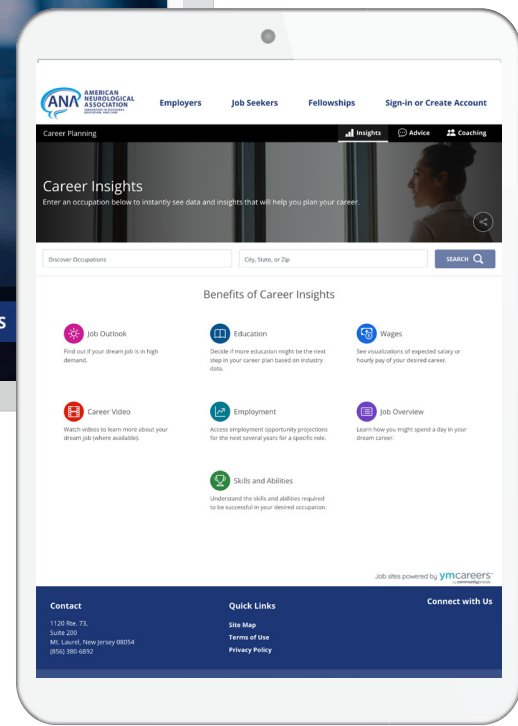 S
ANA AMERICAN
NEUROLOGICAL
ASSOCIATION
Employers
Job Seekers
Fellowships
Sign-in or Create Account
Career Planning
Insights
Advice
Coaching
Career Insights
Enter an occupation below to instantly see data and insights that will help you plan your career.
Discover Occupations
City, State, or Zip
SEARCH
Benefits of Career Insights
Job Outlook
Find out if your dream job is in high
demand.
Education
Decide if more education might be the next
step in your career plan based on industry
data.
Wages
See visualizations of expected salary or
hourly pay of your desired career.
Career Video
Watch videos to learn more about your
dream job (where available).
Employment
Access employment opportunity projections
for the next several years for a specific role.
Job Overview
Learn how you might spend a day in your
dream career.
Skills and Abilities
Understand the skills and abilities required
to be successful in your desired occupation.
Job sites powered by ymcareers
Contact
1120 Rte. 73,
Suite 200
Mt. Laurel, New Jersey 08054
(856) 380-6892
Quick Links
Site Map
Terms of Use
Privacy Policy
Connect with Us